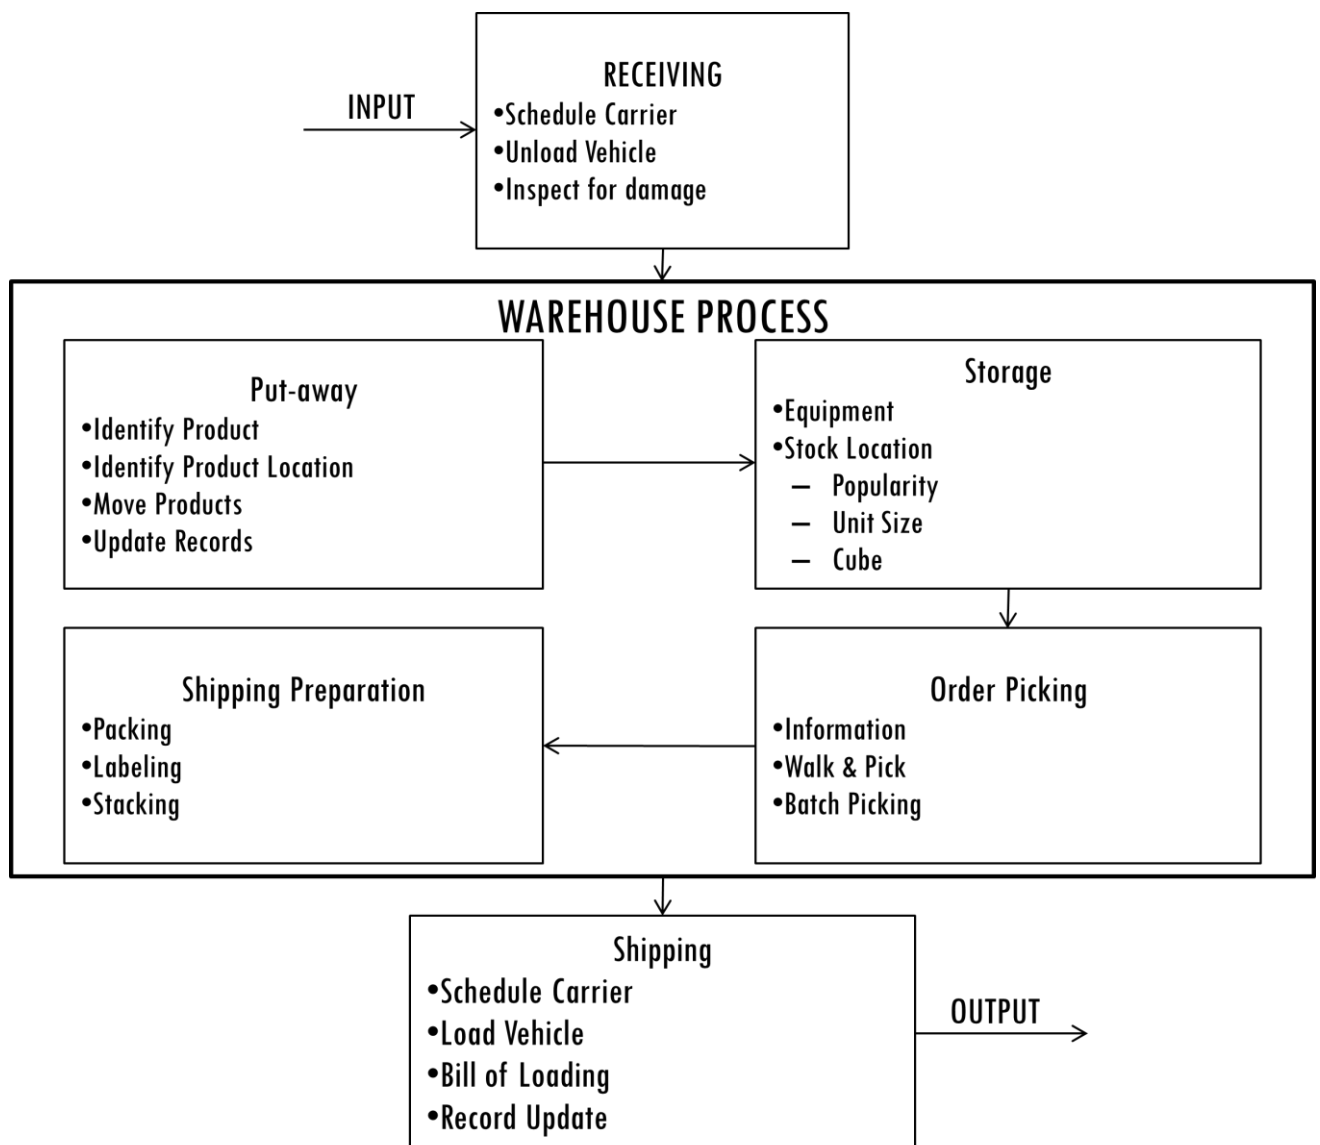 RECEIVING
INPUT
•Schedule Carrier
•Unload Vehicle
•Inspect for damage
WAREHOUSE PROCESS
Put-away
•Identify Product
•Identify Product Location
•Move Products
•Update Records
Storage
•Equipment
•Stock Location
– Popularity
– Unit Size
– Cube
Order Picking
•Information
•Walk & Pick
•Batch Picking
Shipping Preparation
•Packing
•Labeling
•Stacking
Shipping
•Schedule Carrier
•Load Vehicle
•Bill of Loading
•Record Update
OUTPUT